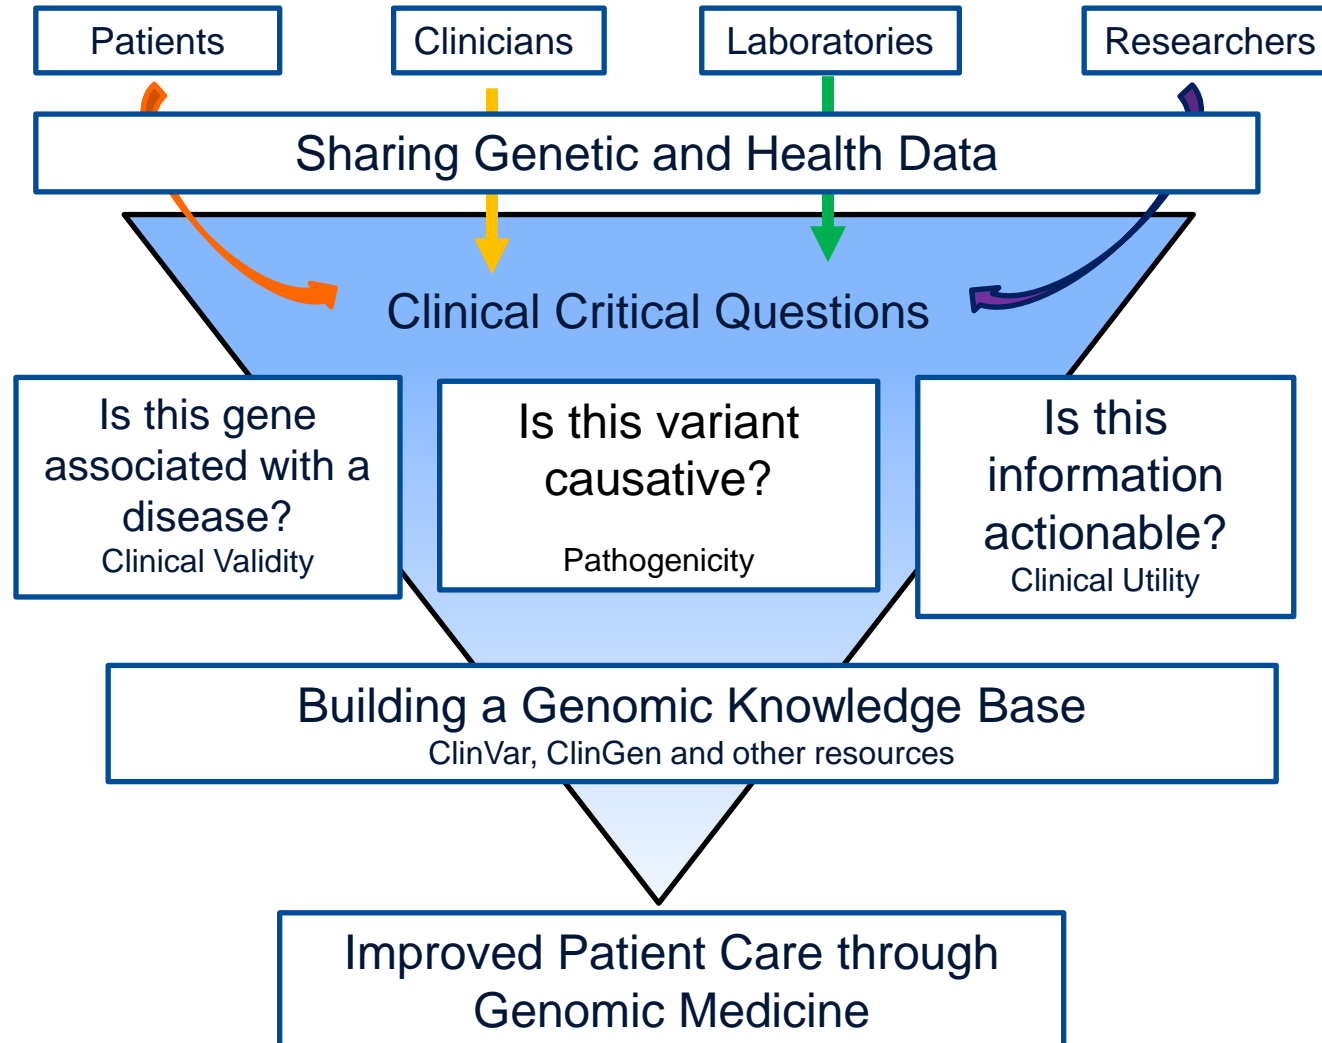 Patients
Clinicians
Laboratories
Researchers
Sharing Genetic and Health Data
Clinical Critical Questions
Is this gene
associated with a
disease?
Clinical Validity
Is this variant
causative?
Pathogenicity
Is this
information
actionable?
Clinical Utility
Building a Genomic Knowledge Base
ClinVar, ClinGen and other resources
Improved Patient Care through
Genomic Medicine